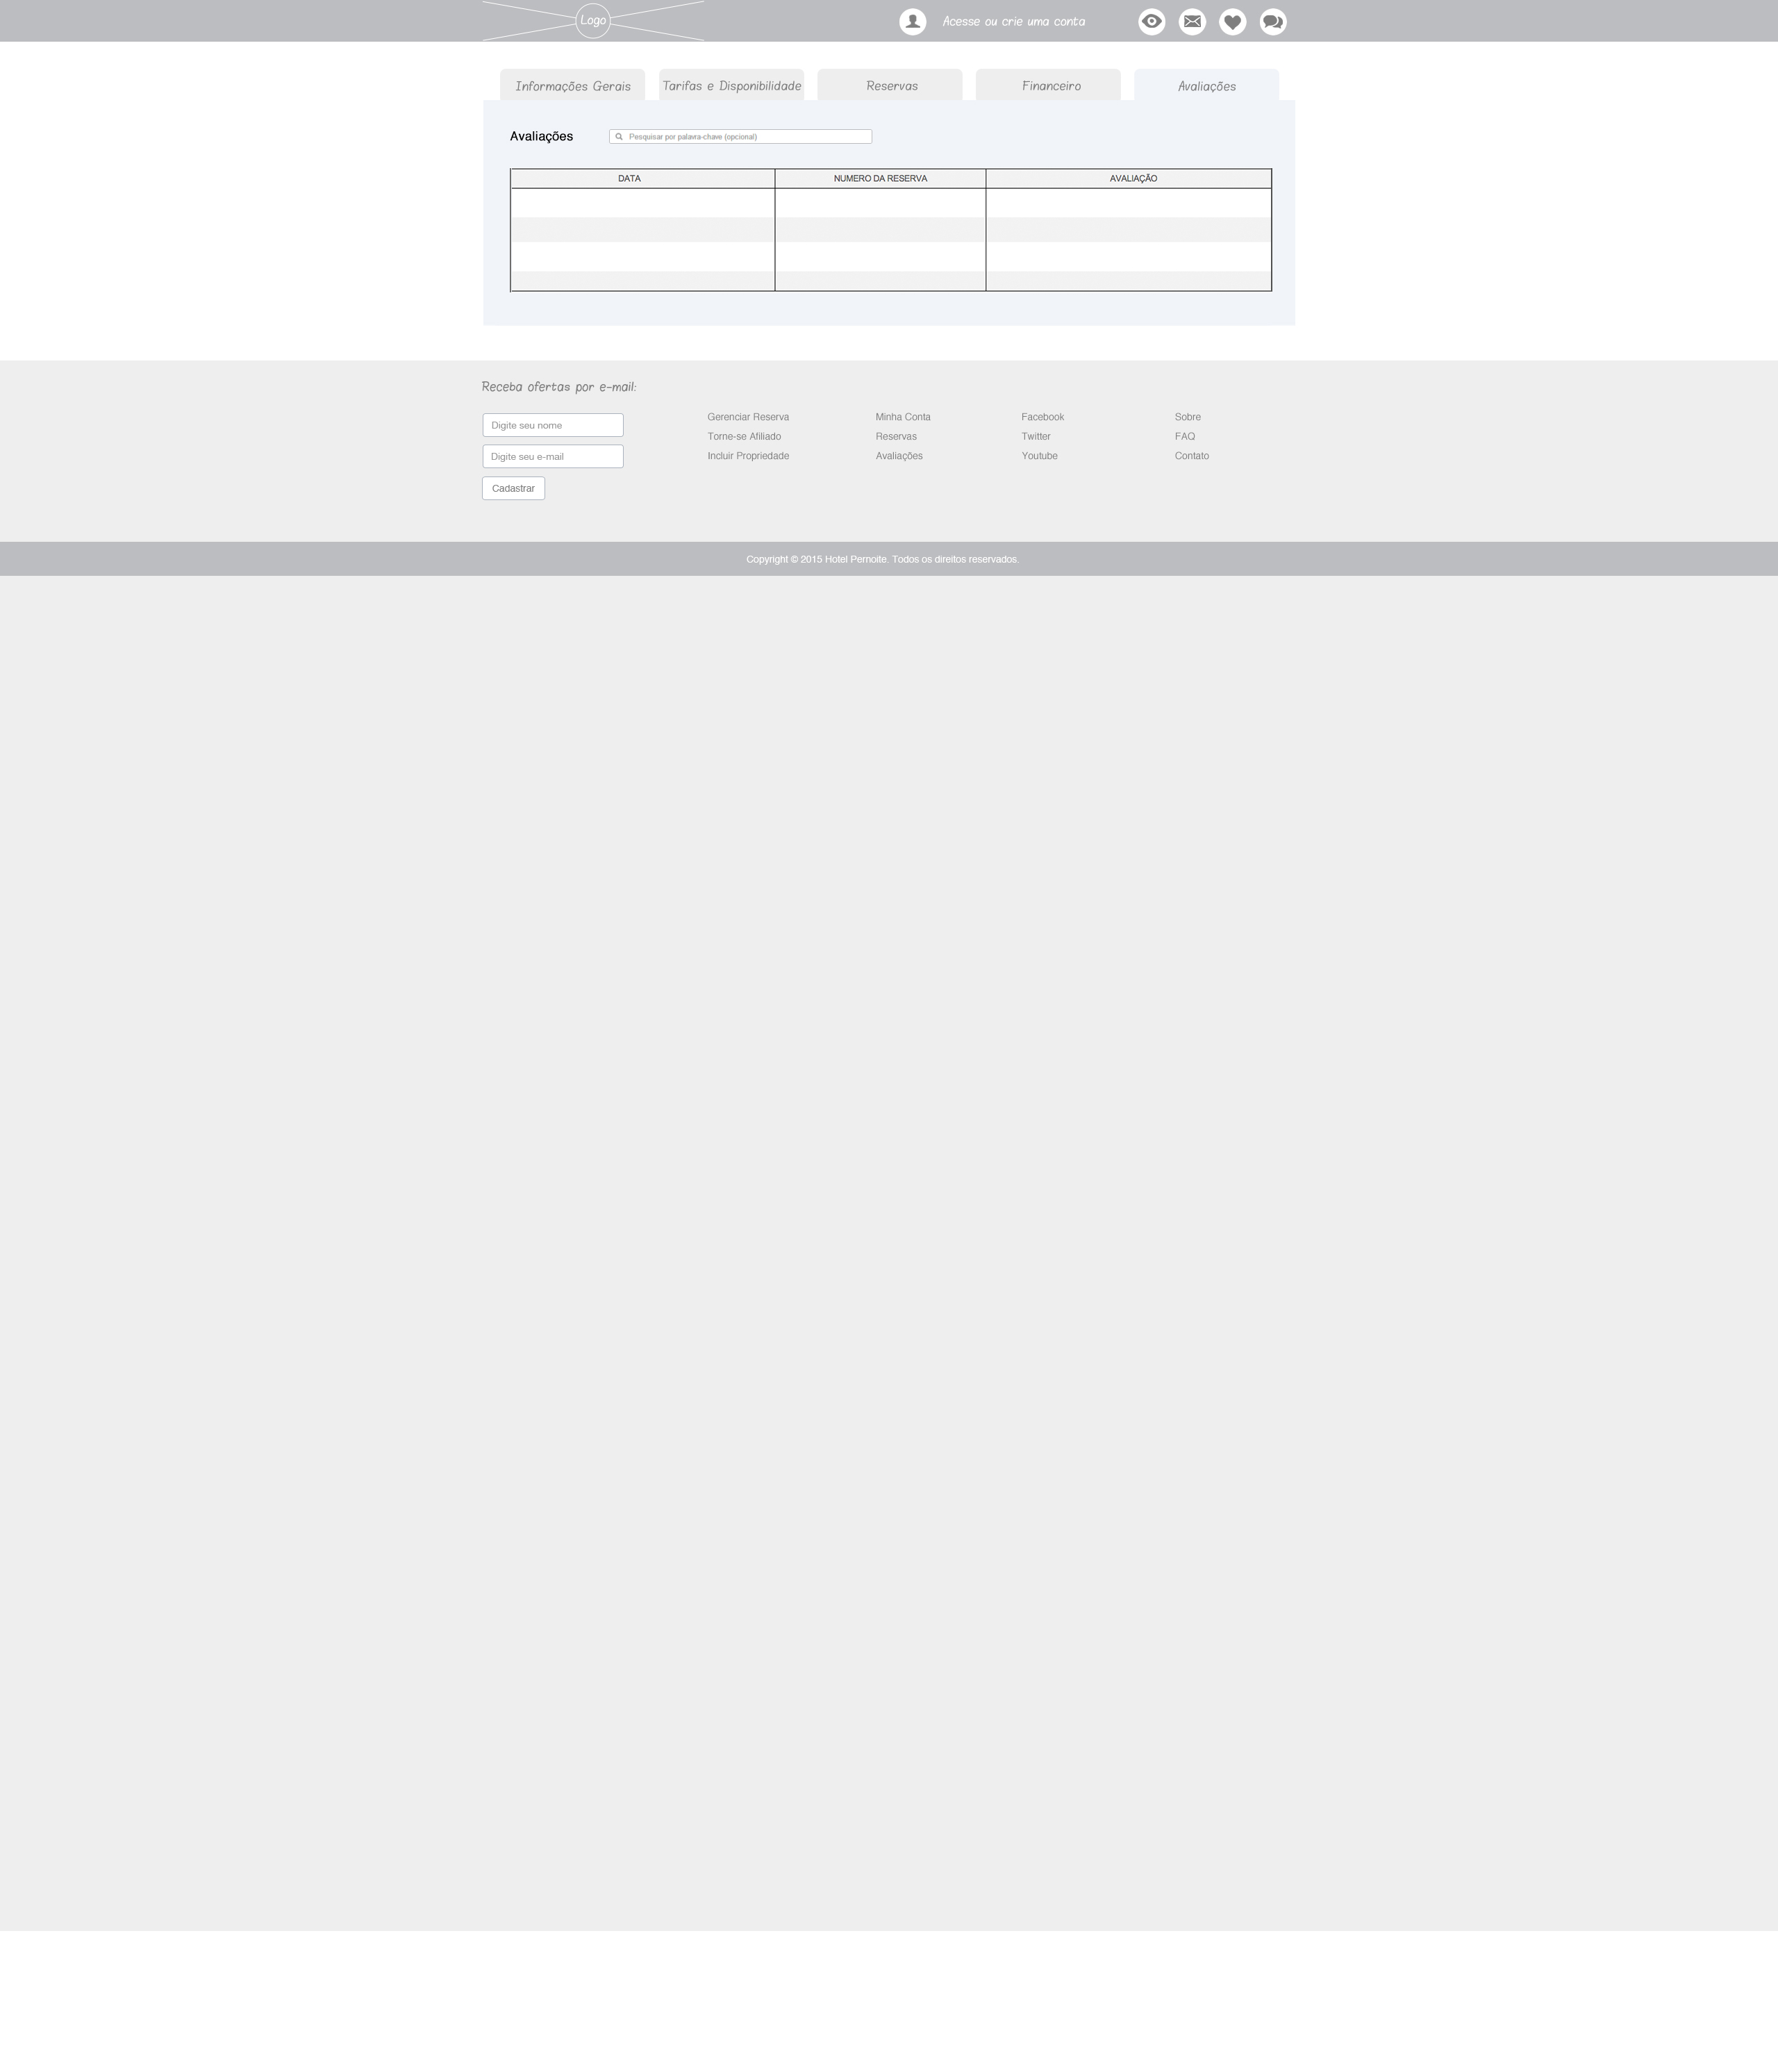 Logo
Acesse ou crie uma conta
Informações Gerais
Tarifas e Disponibilidade
Reservas
Financeiro
Avaliações
Avaliações
Pesquisar por palavra-chave (opcional)
DATA
NUMERO DA RESERVA
AVALIAÇÃO
Receba ofertas por e-mail:
Digite seu nome
Digite seu e-mail
Cadastrar
Gerenciar Reserva
Torne-se Afiliado
Incluir Propriedade
Minha Conta
Reservas
Avaliações
Facebook
Twitter
Youtube
Sobre
FAQ
Contato
Copyright © 2015 Hotel Pernoite. Todos os direitos reservados.